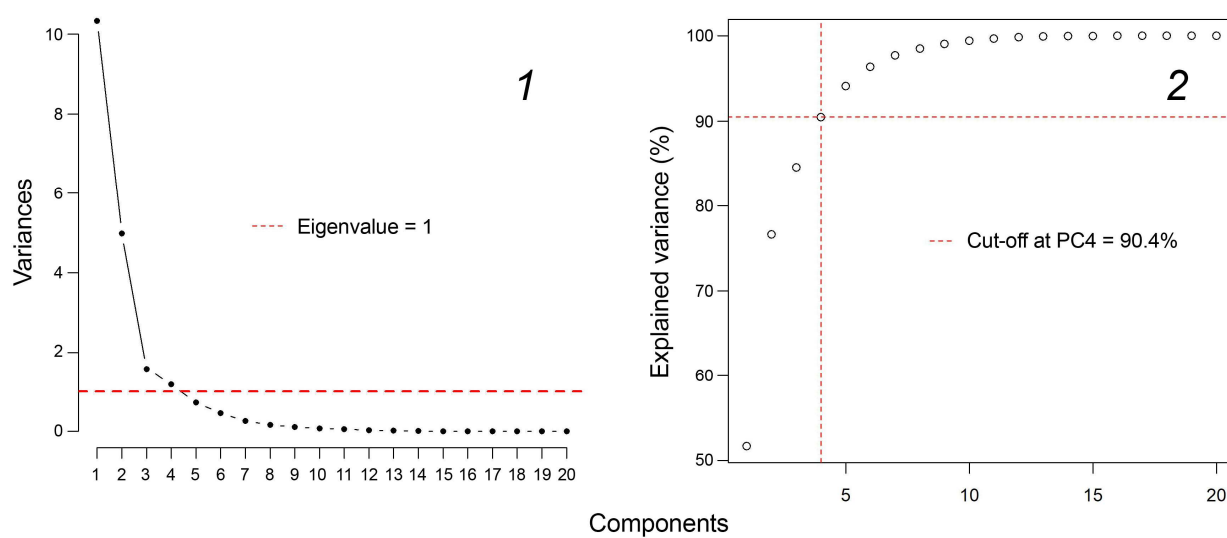 10
8
6
4
2
0
Variances
1
Eigenvalue = 1
1 2 3 4 5 6 7 8 9 10 11 12 13 14 15 16 17 18 19 20
100
90
80
70
60
50
Explained variance (%)
2
Cut-off at PC4 = 90.4%
5 10 15 20
Components